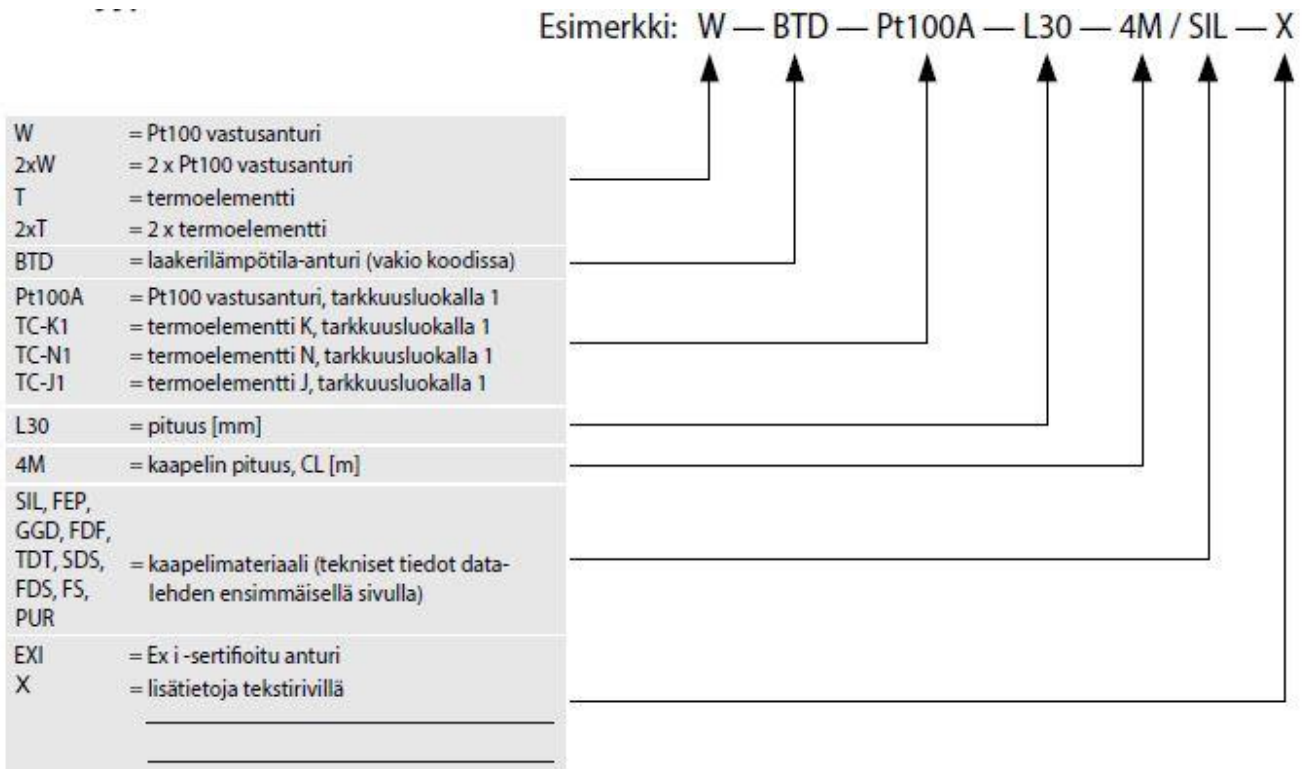 Esimerkki: W — BTD — Pt100A — L30 — 4M / SIL — X
W = Pt100 vastusanturi
2xW = 2 x Pt100 vastusanturi
T = termoelementti
2xT = 2 x termoelementti
BTD = laakerilämpötila-anturi (vakio koodissa)
Pt100A = Pt100 vastusanturi, tarkkuusluokalla 1
TC-K1 = termoelementti K, tarkkuusluokalla 1
TC-N1 = termoelementti N, tarkkuusluokalla 1
TC-J1 = termoelementti J, tarkkuusluokalla 1
L30 = pituus [mm]
4M = kaapelin pituus, CL [m]
SIL, FEP,
GGD, FDF,
TDT, SDS, = kaapelimateriaali (tekniset tiedot data-
FDS, FS, lehden ensimmäisellä sivulla)
PUR
EXI = Ex i -sertifioitu anturi
X = lisätietoja tekstirivillä